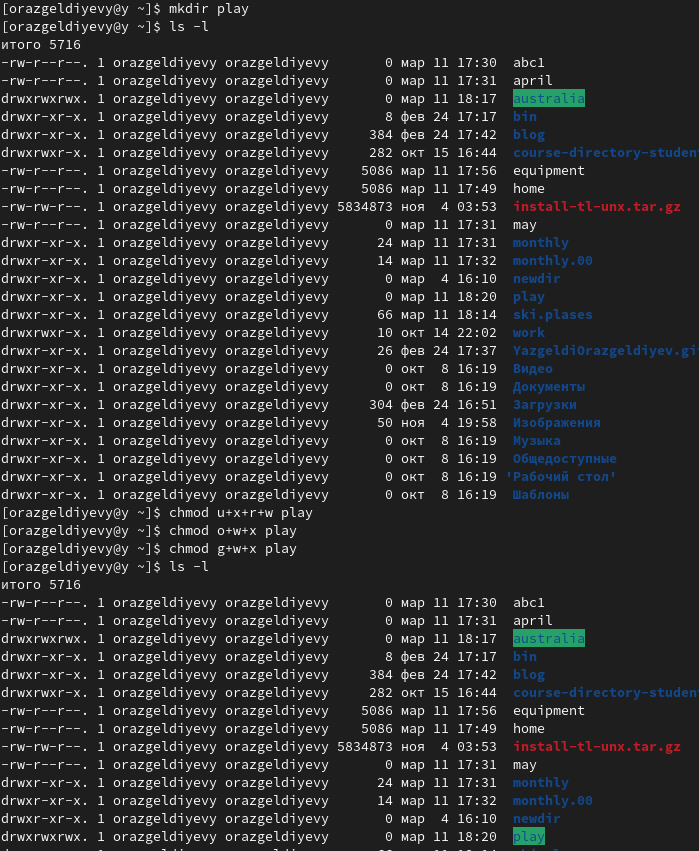 [orazgeldiyevy@y ~]$ mkdir play
[orazgeldiyevy@y ~]$ ls -l
итого 5716
-rw-r--r--. 1 orazgeldiyevy orazgeldiyevy       0 мар 11 17:30  abc1
-rw-r--r--. 1 orazgeldiyevy orazgeldiyevy       0 мар 11 17:31  april
drwxrwxrwx. 1 orazgeldiyevy orazgeldiyevy       0 мар 11 18:17  australia
drwxr-xr-x. 1 orazgeldiyevy orazgeldiyevy       8 фев 24 17:17  bin
drwxr-xr-x. 1 orazgeldiyevy orazgeldiyevy     384 фев 24 17:42  blog
drwxrwxr-x. 1 orazgeldiyevy orazgeldiyevy     282 окт 15 16:44  course-directory-studen
-rw-r--r--. 1 orazgeldiyevy orazgeldiyevy    5086 мар 11 17:56  equipment
-rw-r--r--. 1 orazgeldiyevy orazgeldiyevy    5086 мар 11 17:49  home
-rw-rw-r--. 1 orazgeldiyevy orazgeldiyevy 5834873 ноя  4 03:53  install-tl-unx.tar.gz
-rw-r--r--. 1 orazgeldiyevy orazgeldiyevy       0 мар 11 17:31  may
drwxr-xr-x. 1 orazgeldiyevy orazgeldiyevy      24 мар 11 17:31  monthly
drwxr-xr-x. 1 orazgeldiyevy orazgeldiyevy      14 мар 11 17:32  monthly.00
drwxr-xr-x. 1 orazgeldiyevy orazgeldiyevy       0 мар  4 16:10  newdir
drwxr-xr-x. 1 orazgeldiyevy orazgeldiyevy       0 мар 11 18:20  play
drwxr-xr-x. 1 orazgeldiyevy orazgeldiyevy      66 мар 11 18:14  ski.plases
drwxrwxr-x. 1 orazgeldiyevy orazgeldiyevy      10 окт 14 22:02  work
drwxr-xr-x. 1 orazgeldiyevy orazgeldiyevy      26 фев 24 17:37  YazgeldiOrazgeldiyev.gi
drwxr-xr-x. 1 orazgeldiyevy orazgeldiyevy       0 окт  8 16:19  Видео
drwxr-xr-x. 1 orazgeldiyevy orazgeldiyevy       0 окт  8 16:19  Документы
drwxr-xr-x. 1 orazgeldiyevy orazgeldiyevy     304 фев 24 16:51  Загрузки
drwxr-xr-x. 1 orazgeldiyevy orazgeldiyevy      50 ноя  4 19:58  Изображения
drwxr-xr-x. 1 orazgeldiyevy orazgeldiyevy       0 окт  8 16:19  Музыка
drwxr-xr-x. 1 orazgeldiyevy orazgeldiyevy       0 окт  8 16:19  Общедоступные
drwxr-xr-x. 1 orazgeldiyevy orazgeldiyevy       0 окт  8 16:19 'Рабочий стол'
drwxr-xr-x. 1 orazgeldiyevy orazgeldiyevy       0 окт  8 16:19  Шаблоны
[orazgeldiyevy@y ~]$ chmod u+x+r+w play
[orazgeldiyevy@y ~]$ chmod o+w+x play
[orazgeldiyevy@y ~]$ chmod g+w+x play
[orazgeldiyevy@y ~]$ ls -l
итого 5716
-rw-r--r--. 1 orazgeldiyevy orazgeldiyevy       0 мар 11 17:30  abc1
-rw-r--r--. 1 orazgeldiyevy orazgeldiyevy       0 мар 11 17:31  april
drwxrwxrwx. 1 orazgeldiyevy orazgeldiyevy       0 мар 11 18:17  australia
drwxr-xr-x. 1 orazgeldiyevy orazgeldiyevy       8 фев 24 17:17  bin
drwxr-xr-x. 1 orazgeldiyevy orazgeldiyevy     384 фев 24 17:42  blog
drwxrwxr-x. 1 orazgeldiyevy orazgeldiyevy     282 окт 15 16:44  course-directory-studen
-rw-r--r--. 1 orazgeldiyevy orazgeldiyevy    5086 мар 11 17:56  equipment
-rw-r--r--. 1 orazgeldiyevy orazgeldiyevy    5086 мар 11 17:49  home
-rw-rw-r--. 1 orazgeldiyevy orazgeldiyevy 5834873 ноя  4 03:53  install-tl-unx.tar.gz
-rw-r--r--. 1 orazgeldiyevy orazgeldiyevy       0 мар 11 17:31  may
drwxr-xr-x. 1 orazgeldiyevy orazgeldiyevy      24 мар 11 17:31  monthly
drwxr-xr-x. 1 orazgeldiyevy orazgeldiyevy      14 мар 11 17:32  monthly.00
drwxr-xr-x. 1 orazgeldiyevy orazgeldiyevy       0 мар  4 16:10  newdir
drwxrwxrwx. 1 orazgeldiyevy orazgeldiyevy       0 мар 11 18:20  play